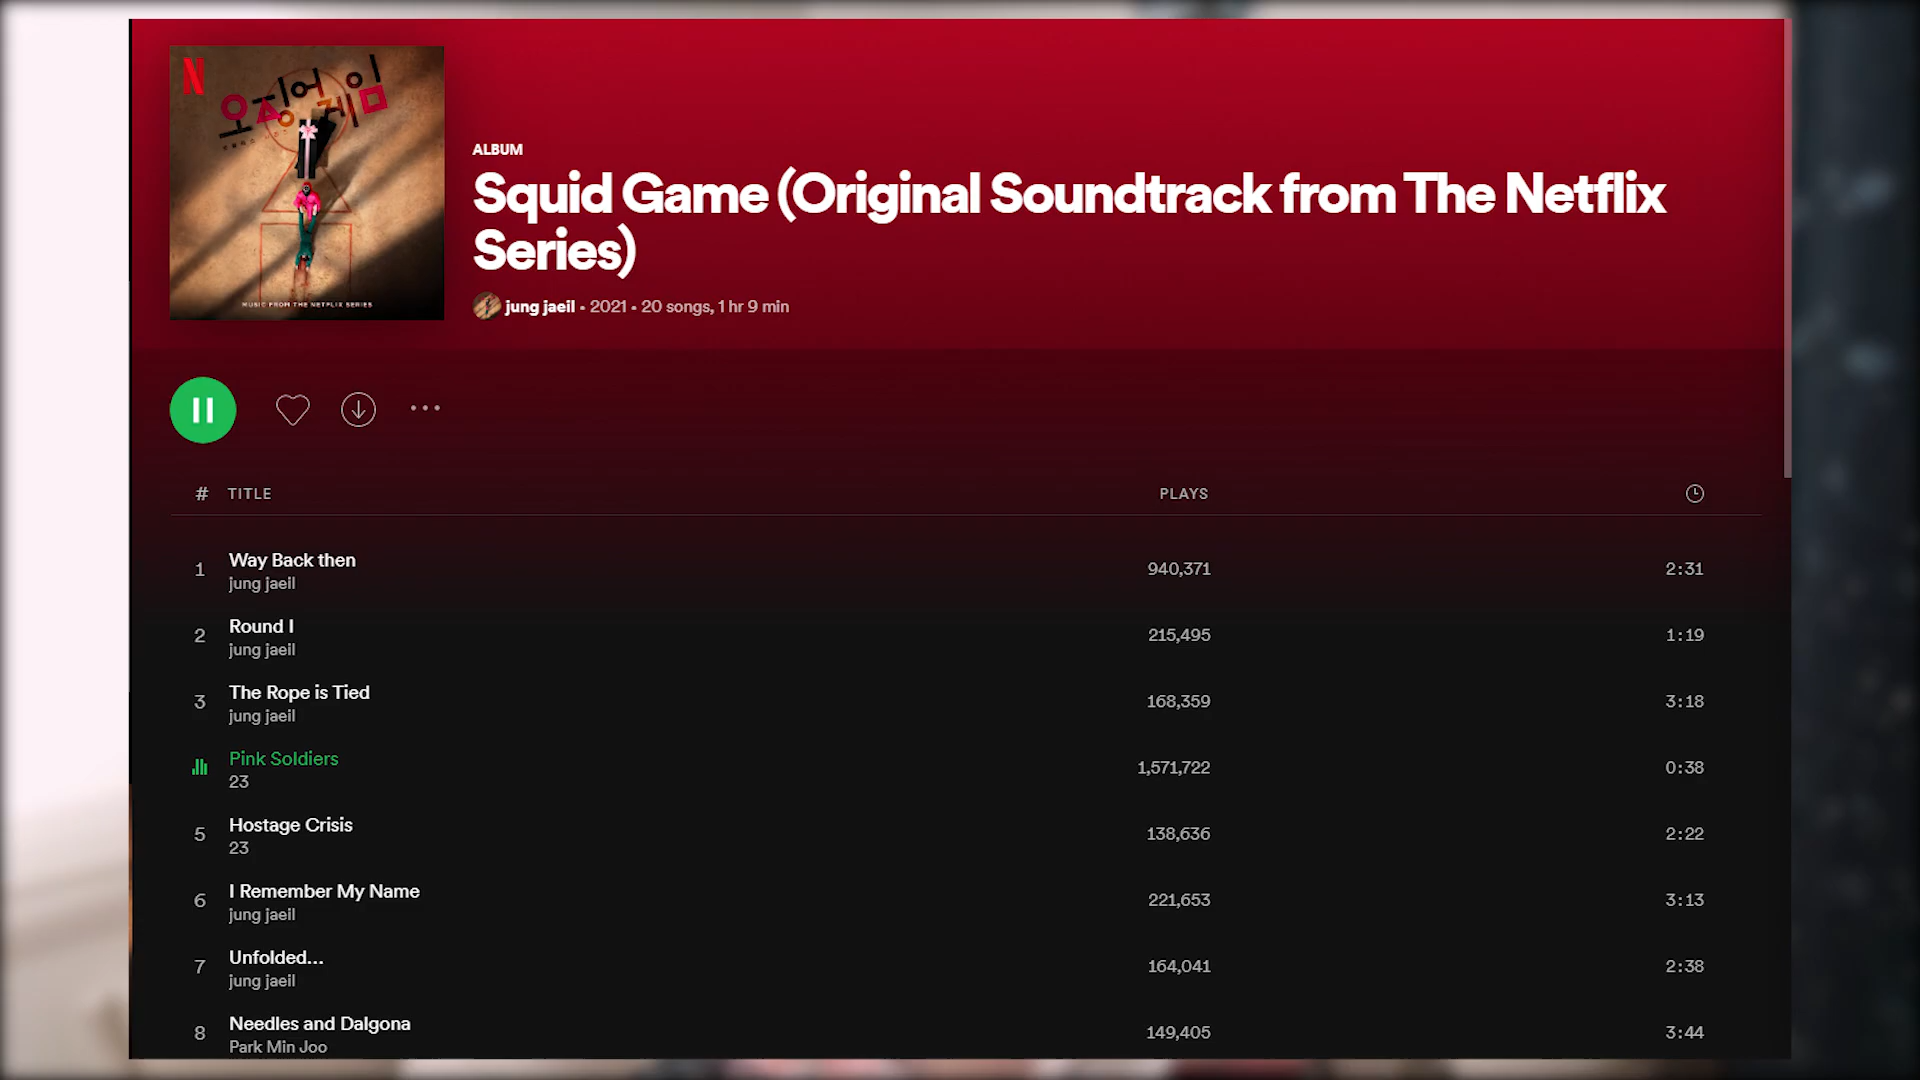 N
오징어 게임
MUSIC FROM THE NETFLIX SERIES
ALBUM
Squid Game (Original Soundtrack from The Netflix
Series)
jung jaeil • 2021 • 20 songs, 1 hr 9 min
# TITLE PLAYS
1 Way Back then 940,371 2:31
jung jaeil
2 Round I 215,495 1:19
jung jaeil
3 The Rope is Tied 168,359 3:18
jung jaeil
Pink Soldiers 1,571,722 0:38
23
5 Hostage Crisis 138,636 2:22
23
6 I Remember My Name 221,653 3:13
jung jaeil
7 Unfolded... 164,041 2:38
jung jaeil
8 Needles and Dalgona 149,405 3:44
Park Min Joo